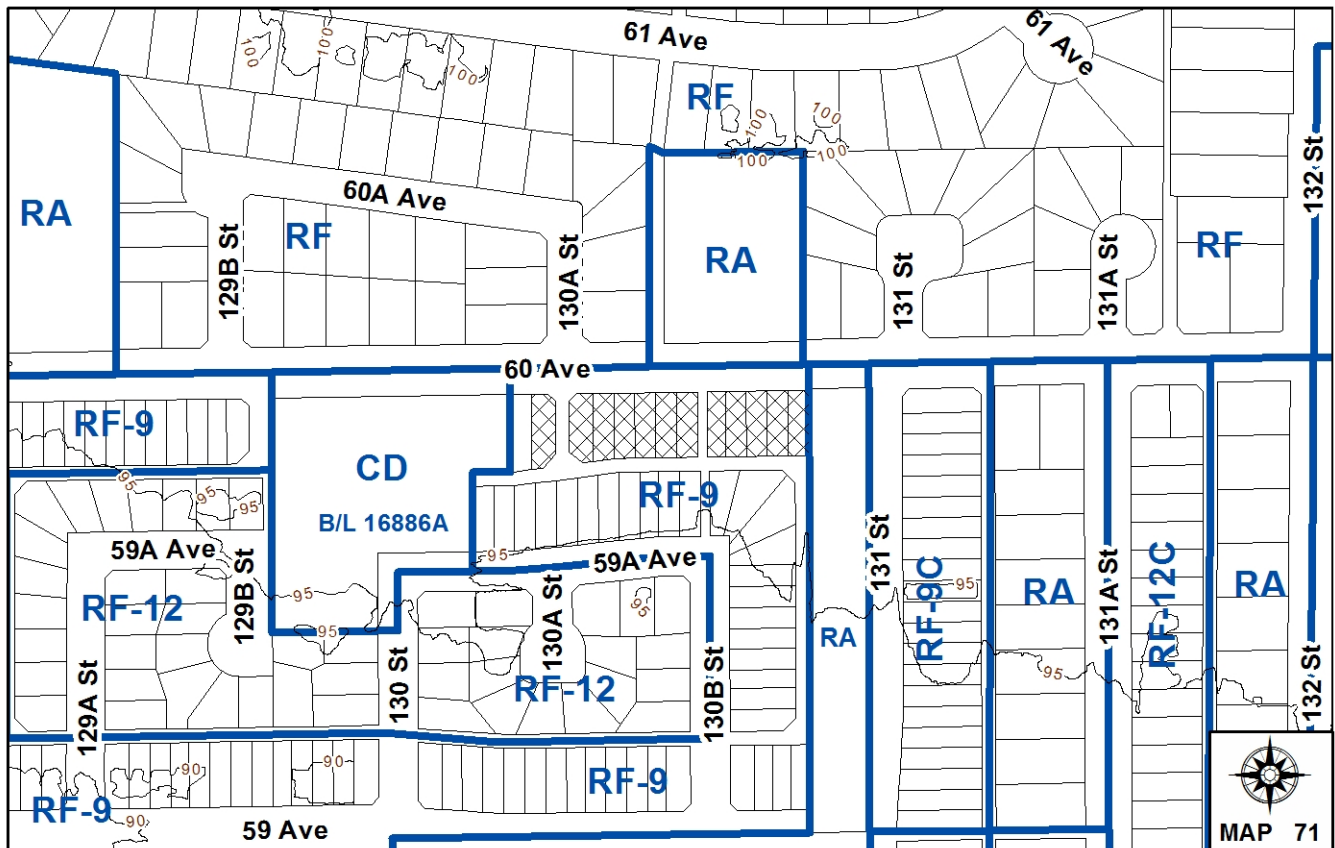 61 Ave
61 Ave
100
100
100
RF
100
100
100
100
132 St
RA
60A Ave
129B St
RF
130A St
RA
131 St
131A St
RF
60 Ave
RF-9
CD
B/L 16886A
RF-9
95
95
95
59A Ave
129B St
95
59A Ave
131 St
RF-12
95
95
130A St
95
130B St
RA
RF-9C
95
RA
131A St
RF-12C
RA
95
129A St
130 St
RF-12
132 St
90
90
RF-9
RF-9
90
59 Ave
MAP 71